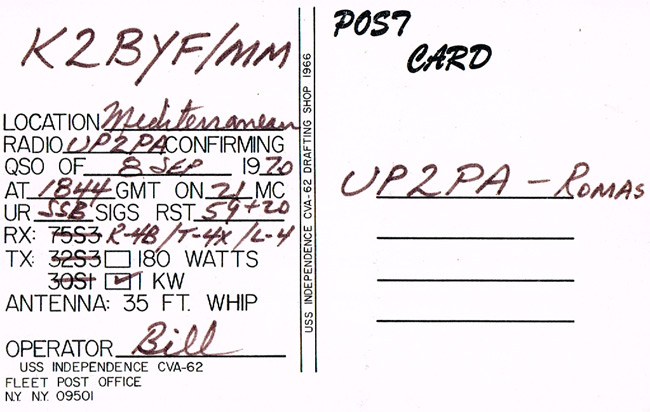 K2BYF/MM
LOCATION Mediterranean
RADIO UP2PA CONFIRMING
QSO OF 8 SEP 1970
AT 1844 GMT ON 21 MC
UR SSB SIGS RST 59+20
RX: 75S3 R-4B/T-4X/L-4
TX: 32S3 180 WATTS
30S1 ✓ KW
ANTENNA: 35 FT. WHIP
OPERATOR Bill
USS INDEPENDENCE CVA-62
FLEET POST OFFICE
N.Y. N.Y. 09501
USS INDEPENDENCE CVA-62 DRAFTING SHOP 1966
POST
CARD
UP2PA - ROMAS